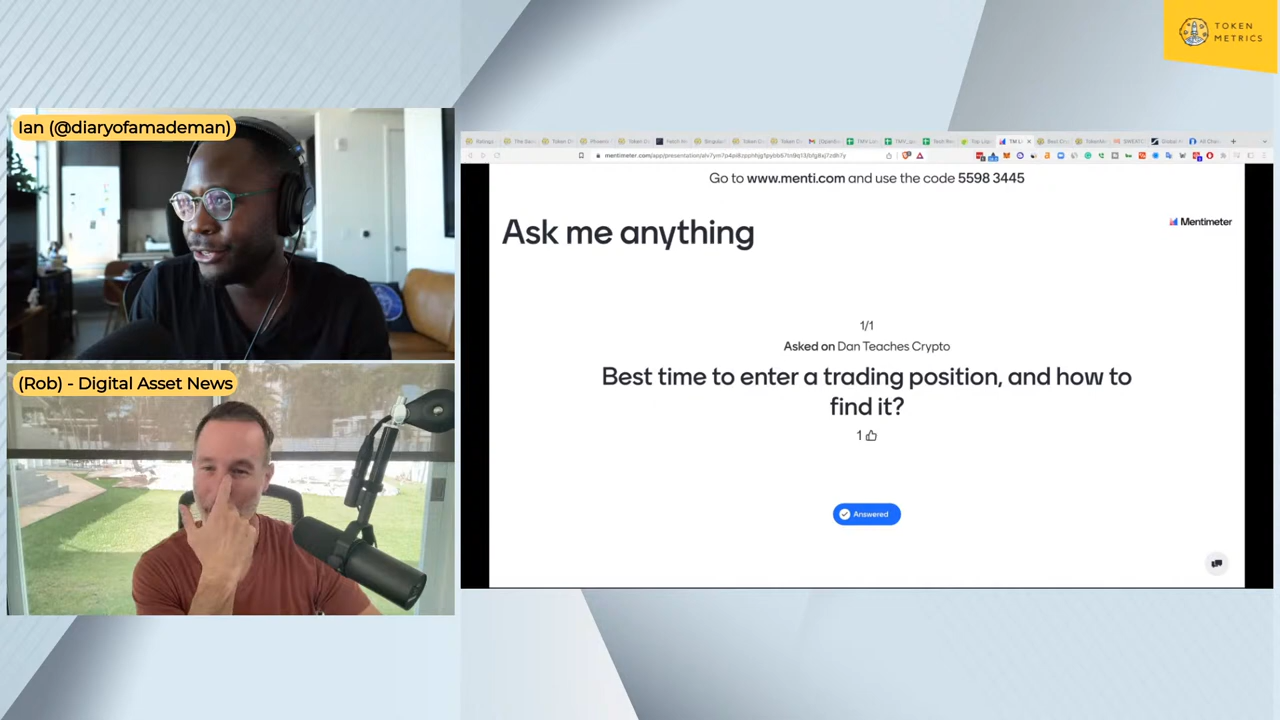 TOKEN
METRICS
Ian (@diaryofamademan)
(Rob) - Digital Asset News
Go to www.menti.com and use the code 5598 3445
Ask me anything
Mentimeter
1/1
Asked on Dan Teaches Crypto
Best time to enter a trading position, and how to
find it?
1
Answered